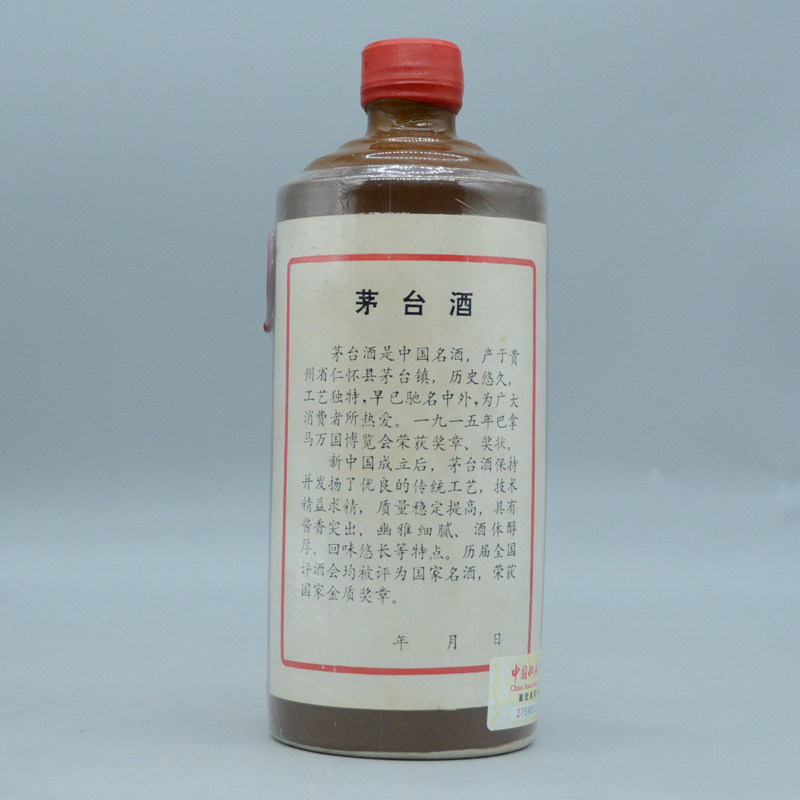 茅台酒
茅台酒是中国名酒，产于贵
州省仁怀县茅台镇，历史悠久，
工艺独特，早已驰名中外，为广大
消费者所热爱。一九一五年巴拿
马万国博览会荣获奖章、奖状。
新中国成立后，茅台酒保持
并发扬了优良的传统工艺，技术
精益求精，质量稳定提高，具有
酱香突出、幽雅细腻、酒体醇
厚、回味悠长等特点。历届全国
评酒会均被评为国家名酒，荣获
国家金质奖章。
年 月 日
中国
China